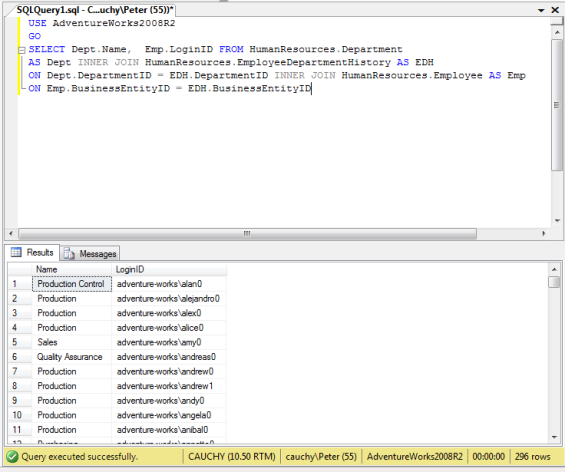 SQLQuery1.sql - C...uchy\Peter (55))*
USE AdventureWorks2008R2
GO
SELECT Dept.Name,  Emp.LoginID FROM HumanResources.Department
AS Dept INNER JOIN HumanResources.EmployeeDepartmentHistory AS EDH
ON Dept.DepartmentID = EDH.DepartmentID INNER JOIN HumanResources.Employee AS Emp
ON Emp.BusinessEntityID = EDH.BusinessEntityID
Results Messages
Name LoginID
1 Production Control adventure-works\alan0
2 Production adventure-works\alejandro0
3 Production adventure-works\alex0
4 Production adventure-works\alice0
5 Sales adventure-works\amy0
6 Quality Assurance adventure-works\andreas0
7 Production adventure-works\andrew0
8 Production adventure-works\andrew1
9 Production adventure-works\andy0
10 Production adventure-works\angela0
11 Production adventure-works\anibal0
12 Purchasing adventure-works\annette0
Query executed successfully. CAUCHY (10.50 RTM) cauchy\Peter (55) AdventureWorks2008R2 00:00:00 296 rows